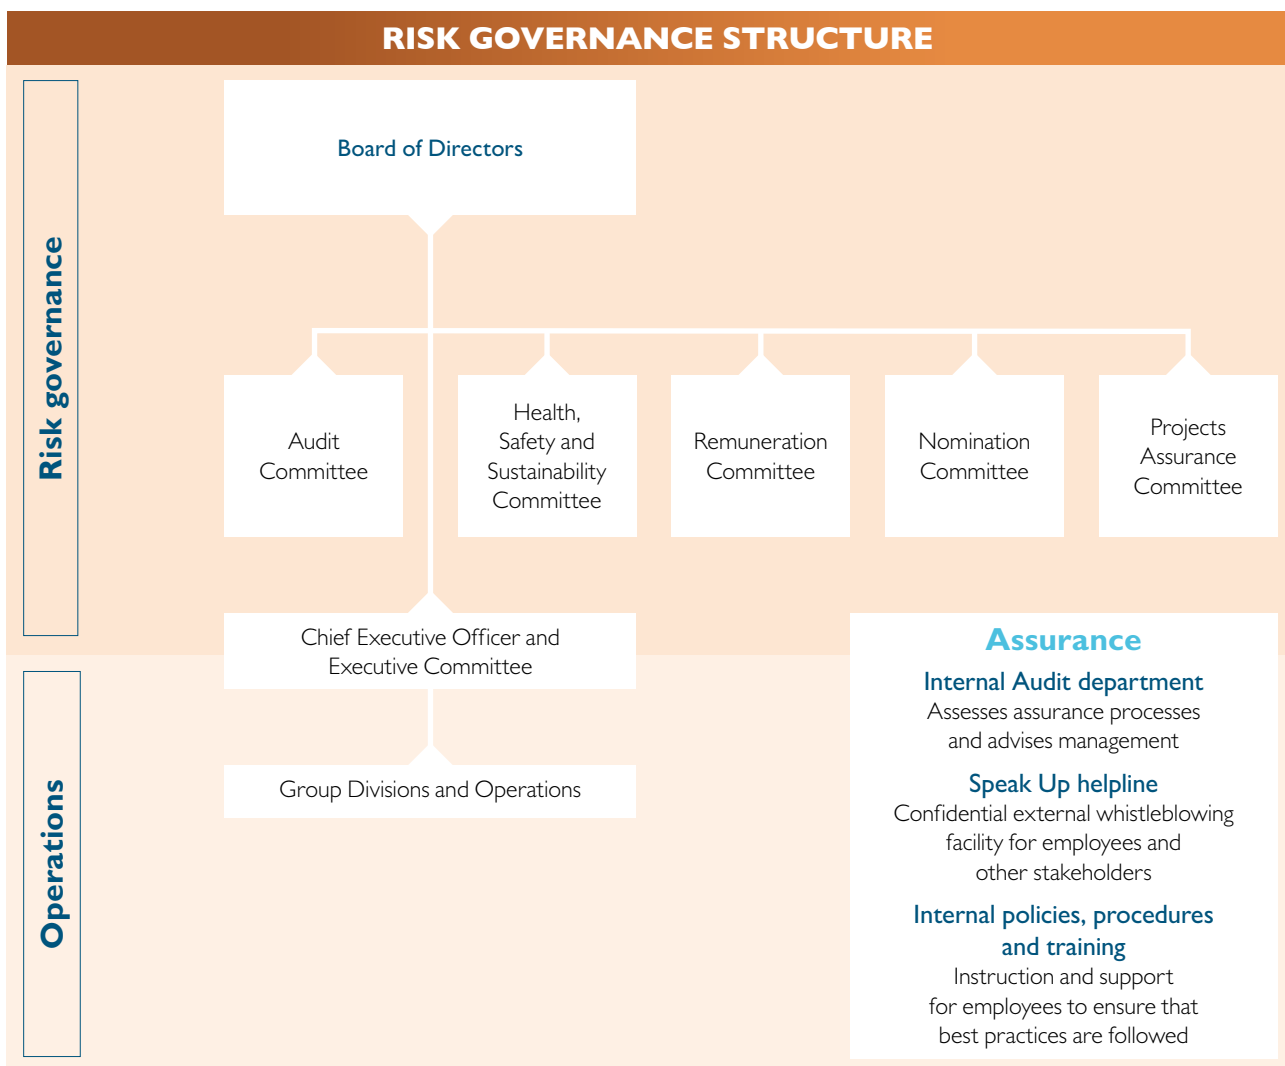 RISK GOVERNANCE STRUCTURE
Risk governance
Board of Directors
Audit
Committee
Health,
Safety and
Sustainability
Committee
Remuneration
Committee
Nomination
Committee
Projects
Assurance
Committee
Chief Executive Officer and
Executive Committee
Operations
Group Divisions and Operations
Assurance
Internal Audit department
Assesses assurance processes
and advises management
Speak Up helpline
Confidential external whistleblowing
facility for employees and
other stakeholders
Internal policies, procedures
and training
Instruction and support
for employees to ensure that
best practices are followed